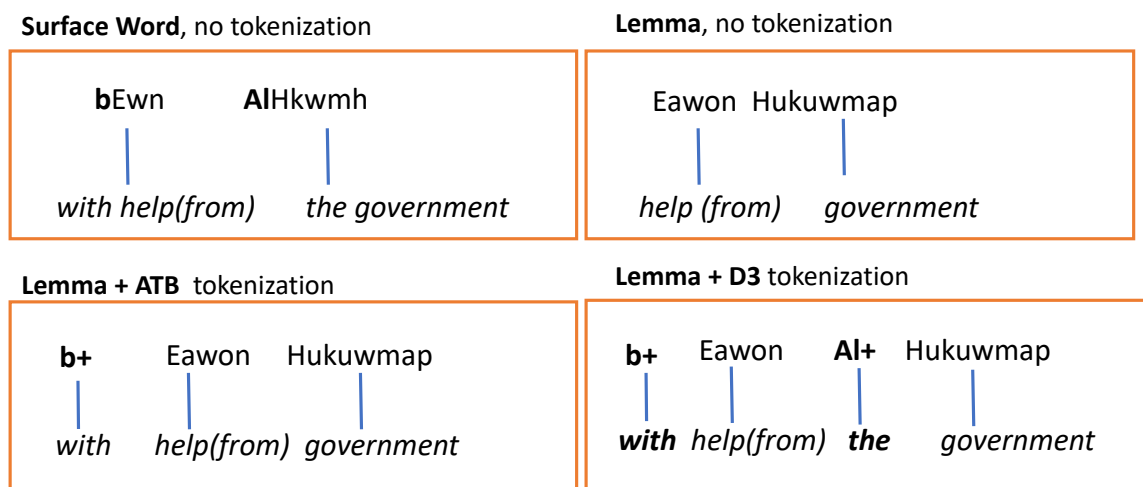 Surface Word, no tokenization
bEwn AlHkwmh
with help(from) the government
Lemma, no tokenization
Eawon Hukuwmap
help (from) government
Lemma + ATB tokenization
b+ Eawon Hukuwmap
with help(from) government
Lemma + D3 tokenization
b+ Eawon Al+ Hukuwmap
with help(from) the government